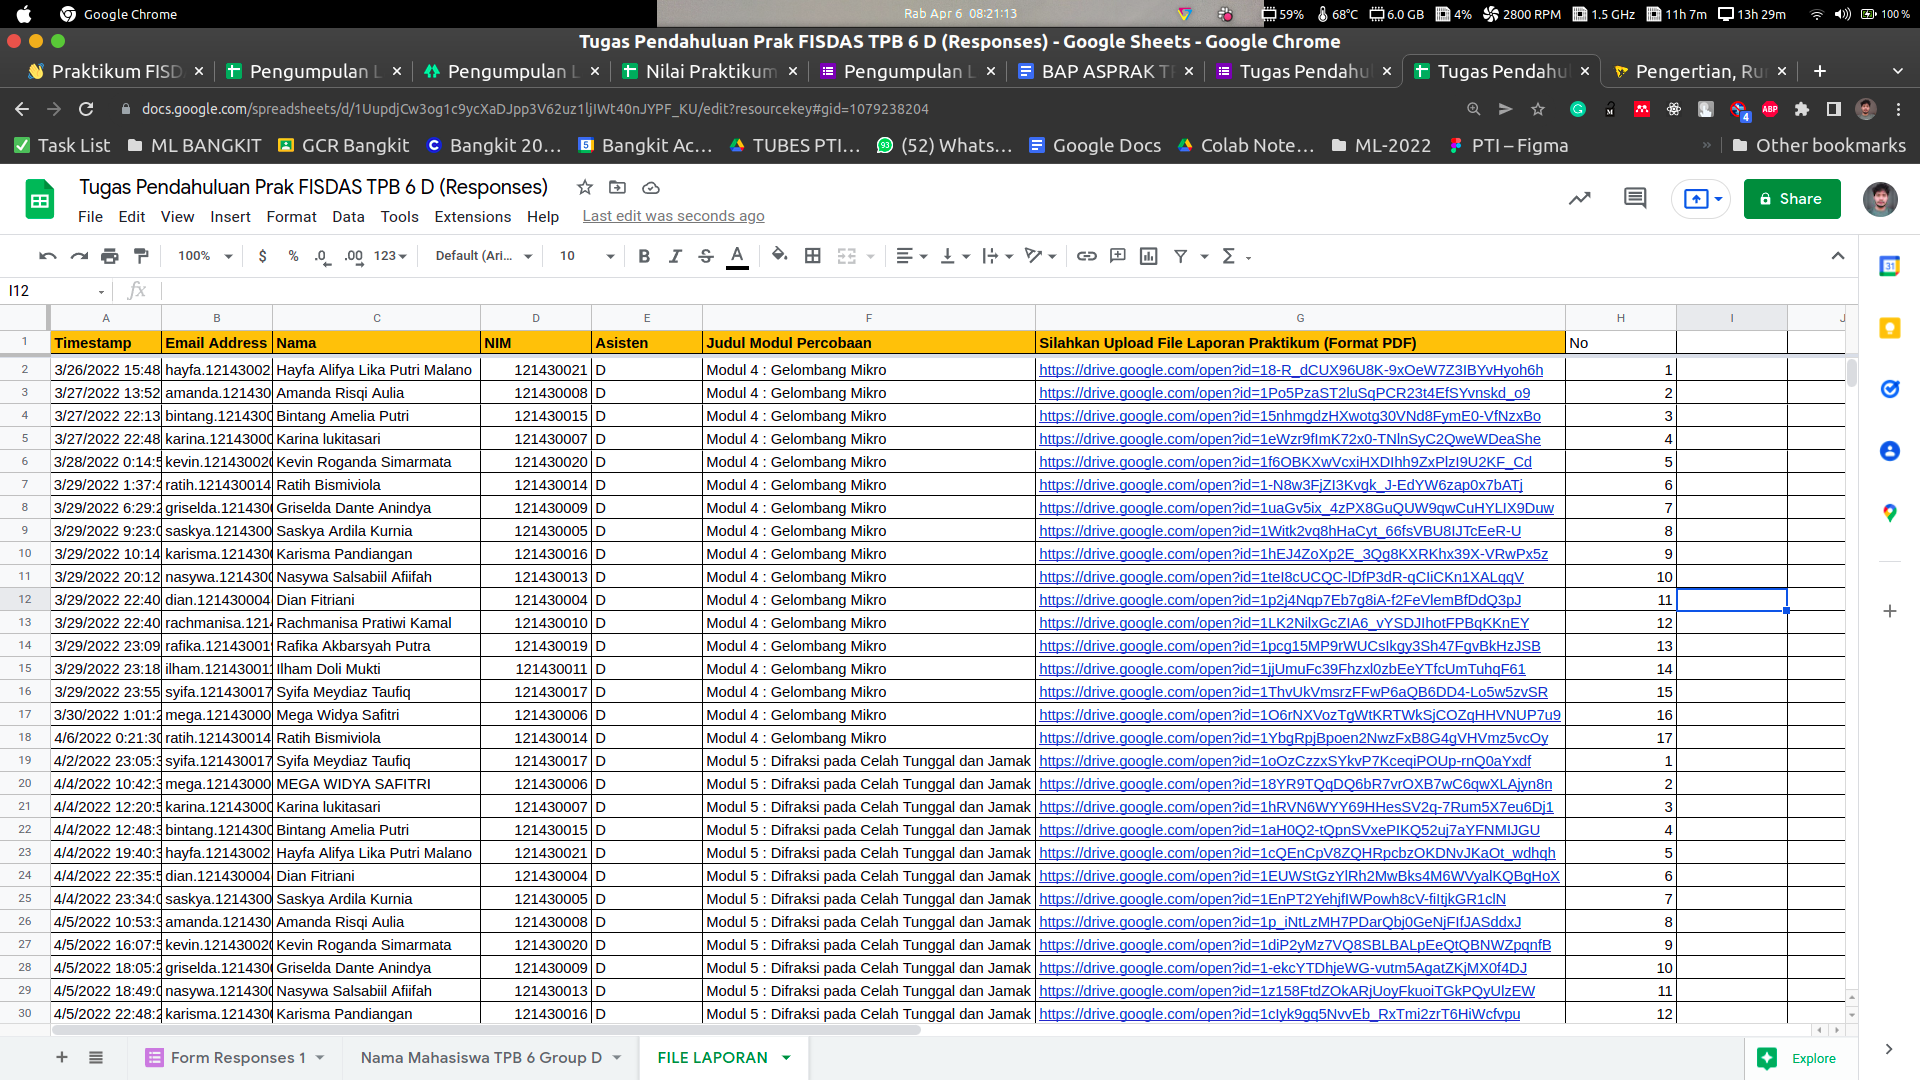 Google Chrome Rab Apr 6 08:21:13 59% 68°C 6.0 GB 4% 2800 RPM 1.5 GHz 11h 7m 13h 29m 100 %
Tugas Pendahuluan Prak FISDAS TPB 6 D (Responses) - Google Sheets - Google Chrome
Praktikum FISD Pengumpulan L Pengumpulan L Nilai Praktikum Pengumpulan L BAP ASPRAK T Tugas Pendahul Tugas Pendahul Pengertian, Ru
docs.google.com/spreadsheets/d/1UupdjCw3og1c9ycXaDJpp3V62uz1ljIWt40nJYPF_KU/edit?resourcekey#gid=1079238204
Task List ML BANGKIT GCR Bangkit Bangkit 20... Bangkit Ac... TUBES PTI... (52) Whats... Google Docs Colab Note... ML-2022 PTI – Figma » Other bookmarks
Tugas Pendahuluan Prak FISDAS TPB 6 D (Responses)
File Edit View Insert Format Data Tools Extensions Help Last edit was seconds ago
Share
100% $ % .0 .00 123 Default (Ari... 10 B I S A
I12 fx
A B C D E F G H I J
1 Timestamp Email Address Nama NIM Asisten Judul Modul Percobaan Silahkan Upload File Laporan Praktikum (Format PDF) No
2 3/26/2022 15:48 hayfa.12143002 Hayfa Alifya Lika Putri Malano 121430021 D Modul 4 : Gelombang Mikro https://drive.google.com/open?id=18-R_dCUX96U8K-9xOeW7Z3IBYvHyoh6h 1
3 3/27/2022 13:52 amanda.121430 Amanda Risqi Aulia 121430008 D Modul 4 : Gelombang Mikro https://drive.google.com/open?id=1Po5PzaST2luSqPCR23t4EfSYvnskd_o9 2
4 3/27/2022 22:13 bintang.121430 Bintang Amelia Putri 121430015 D Modul 4 : Gelombang Mikro https://drive.google.com/open?id=15nhmgdzHXwotg30VNd8FymE0-VfNzxBo 3
5 3/27/2022 22:48 karina.12143000 Karina lukitasari 121430007 D Modul 4 : Gelombang Mikro https://drive.google.com/open?id=1eWzr9fImK72x0-TNlnSyC2QweWDeaShe 4
6 3/28/2022 0:14:5 kevin.121430020 Kevin Roganda Simarmata 121430020 D Modul 4 : Gelombang Mikro https://drive.google.com/open?id=1f6OBKXwVcxiHXDIhh9ZxPlzI9U2KF_Cd 5
7 3/29/2022 1:37:4 ratih.121430014 Ratih Bismiviola 121430014 D Modul 4 : Gelombang Mikro https://drive.google.com/open?id=1-N8w3FjZI3Kvgk_J-EdYW6zap0x7bATj 6
8 3/29/2022 6:29:2 griselda.121430 Griselda Dante Anindya 121430009 D Modul 4 : Gelombang Mikro https://drive.google.com/open?id=1uaGv5ix_4zPX8GuQUW9qwCuHYLIX9Duw 7
9 3/29/2022 9:23:0 saskya.1214300 Saskya Ardila Kurnia 121430005 D Modul 4 : Gelombang Mikro https://drive.google.com/open?id=1Witk2vq8hHaCyt_66fsVBU8IJTcEeR-U 8
10 3/29/2022 10:14 karisma.121430 Karisma Pandiangan 121430016 D Modul 4 : Gelombang Mikro https://drive.google.com/open?id=1hEJ4ZoXp2E_3Qg8KXRKhx39X-VRwPx5z 9
11 3/29/2022 20:12 nasywa.121430 Nasywa Salsabiil Afiifah 121430013 D Modul 4 : Gelombang Mikro https://drive.google.com/open?id=1teI8cUCQC-lDfP3dR-qCIiCKn1XALqqV 10
12 3/29/2022 22:40 dian.121430004 Dian Fitriani 121430004 D Modul 4 : Gelombang Mikro https://drive.google.com/open?id=1p2j4Nqp7Eb7g8iA-f2FeVlemBfDdQ3pJ 11
13 3/29/2022 22:40 rachmanisa.121 Rachmanisa Pratiwi Kamal 121430010 D Modul 4 : Gelombang Mikro https://drive.google.com/open?id=1LK2NilxGcZIA6_vYSDJIhotFPBqKKnEY 12
14 3/29/2022 23:09 rafika.12143001 Rafika Akbarsyah Putra 121430019 D Modul 4 : Gelombang Mikro https://drive.google.com/open?id=1pcg15MP9rWUCsIkgy3Sh47FgvBkHzJSB 13
15 3/29/2022 23:18 ilham.12143001 Ilham Doli Mukti 121430011 D Modul 4 : Gelombang Mikro https://drive.google.com/open?id=1jjUmuFc39Fhzxl0zbEeYTfcUmTuhqF61 14
16 3/29/2022 23:55 syifa.121430017 Syifa Meydiaz Taufiq 121430017 D Modul 4 : Gelombang Mikro https://drive.google.com/open?id=1ThvUkVmsrzFFwP6aQB6DD4-Lo5w5zvSR 15
17 3/30/2022 1:01:2 mega.12143000 Mega Widya Safitri 121430006 D Modul 4 : Gelombang Mikro https://drive.google.com/open?id=1O6rNXVozTgWtKRTWkSjCOZqHHVNUP7u9 16
18 4/6/2022 0:21:30 ratih.121430014 Ratih Bismiviola 121430014 D Modul 4 : Gelombang Mikro https://drive.google.com/open?id=1YbgRpjBpoen2NwzFxB8G4gVHVmz5vcOy 17
19 4/2/2022 23:05:3 syifa.121430017 Syifa Meydiaz Taufiq 121430017 D Modul 5 : Difraksi pada Celah Tunggal dan Jamak https://drive.google.com/open?id=1oOzCzzxSYkvP7KceqiPOUp-rnQ0aYxdf 1
20 4/4/2022 10:42:3 mega.12143000 MEGA WIDYA SAFITRI 121430006 D Modul 5 : Difraksi pada Celah Tunggal dan Jamak https://drive.google.com/open?id=18YR9TQqDQ6bR7vrOXB7wC6qwXLAjyn8n 2
21 4/4/2022 12:20:5 karina.12143000 Karina lukitasari 121430007 D Modul 5 : Difraksi pada Celah Tunggal dan Jamak https://drive.google.com/open?id=1hRVN6WYY69HHesSV2q-7Rum5X7eu6Dj1 3
22 4/4/2022 12:48:3 bintang.121430 Bintang Amelia Putri 121430015 D Modul 5 : Difraksi pada Celah Tunggal dan Jamak https://drive.google.com/open?id=1aH0Q2-tQpnSVxePIKQ52uj7aYFNMIJGU 4
23 4/4/2022 19:40:3 hayfa.12143002 Hayfa Alifya Lika Putri Malano 121430021 D Modul 5 : Difraksi pada Celah Tunggal dan Jamak https://drive.google.com/open?id=1cQEnCpV8ZQHRpcbzOKDNvJKaOt_wdhqh 5
24 4/4/2022 22:35:5 dian.121430004 Dian Fitriani 121430004 D Modul 5 : Difraksi pada Celah Tunggal dan Jamak https://drive.google.com/open?id=1EUWStGzYlRh2MwBks4M6WVyalKQBgHoX 6
25 4/4/2022 23:34:0 saskya.1214300 Saskya Ardila Kurnia 121430005 D Modul 5 : Difraksi pada Celah Tunggal dan Jamak https://drive.google.com/open?id=1EnPT2YehjfIWPowh8cV-fiItjkGR1clN 7
26 4/5/2022 10:53:3 amanda.121430 Amanda Risqi Aulia 121430008 D Modul 5 : Difraksi pada Celah Tunggal dan Jamak https://drive.google.com/open?id=1p_iNtLzMH7PDarQbj0GeNjFIfJASddxJ 8
27 4/5/2022 16:07:5 kevin.121430020 Kevin Roganda Simarmata 121430020 D Modul 5 : Difraksi pada Celah Tunggal dan Jamak https://drive.google.com/open?id=1diP2yMz7VQ8SBLBALpEeQtQBNWZpqnfB 9
28 4/5/2022 18:05:2 griselda.121430 Griselda Dante Anindya 121430009 D Modul 5 : Difraksi pada Celah Tunggal dan Jamak https://drive.google.com/open?id=1-ekcYTDhjeWG-vutm5AgatZKjMX0f4DJ 10
29 4/5/2022 18:49:0 nasywa.121430 Nasywa Salsabiil Afiifah 121430013 D Modul 5 : Difraksi pada Celah Tunggal dan Jamak https://drive.google.com/open?id=1z158FtdZOkARjUoyFkuoiTGkPQyUlzEW 11
30 4/5/2022 22:48:2 karisma.121430 Karisma Pandiangan 121430016 D Modul 5 : Difraksi pada Celah Tunggal dan Jamak https://drive.google.com/open?id=1cIyk9gq5NvvEb_RxTmi2zrT6HiWcfvpu 12
Form Responses 1 Nama Mahasiswa TPB 6 Group D FILE LAPORAN Explore